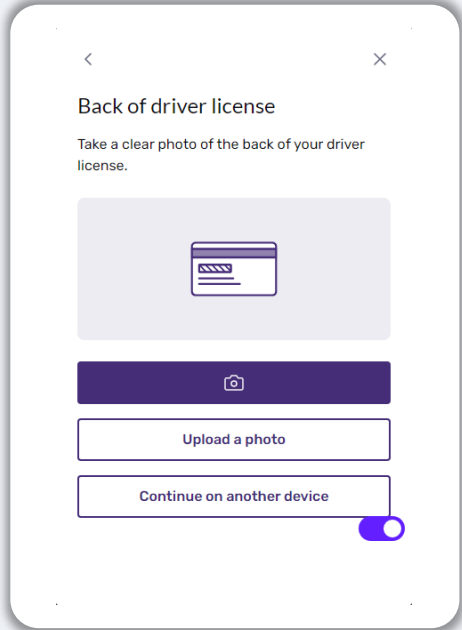 Back of driver license
Take a clear photo of the back of your driver
license.
Upload a photo
Continue on another device